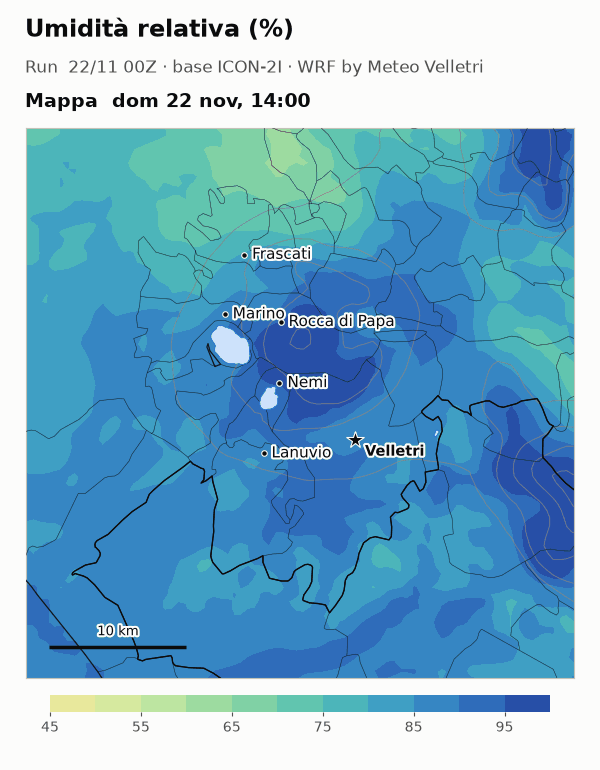 Umidità relativa (%)
Run  22/11 00Z · base ICON-2I · WRF by Meteo Velletri
Mappa  dom 22 nov, 14:00
Frascati
Marino
Rocca di Papa
Nemi
Velletri
Lanuvio
10 km
45 55 65 75 85 95